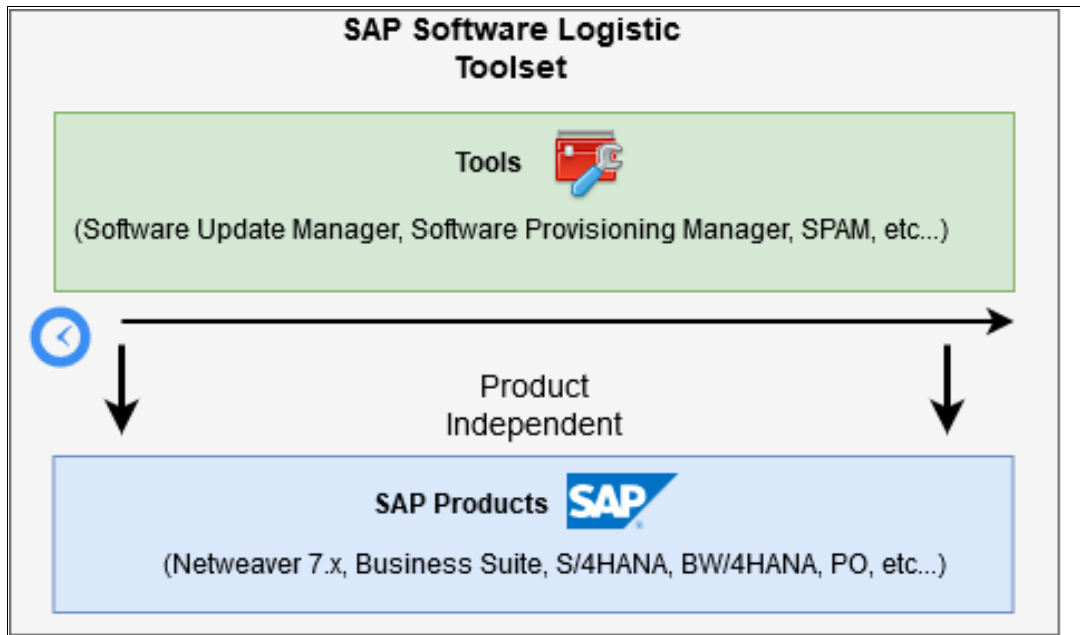 SAP Software Logistic
Toolset
Tools
(Software Update Manager, Software Provisioning Manager, SPAM, etc...)
Product
Independent
SAP Products SAP
(Netweaver 7.x, Business Suite, S/4HANA, BW/4HANA, PO, etc...)